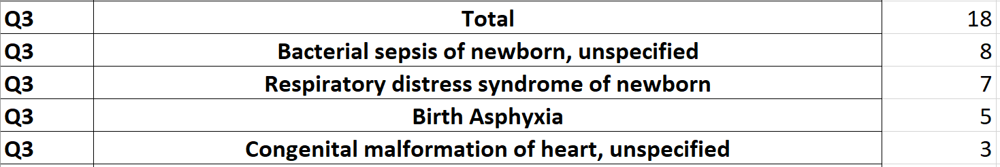 Q3 Total 18
Q3 Bacterial sepsis of newborn, unspecified 8
Q3 Respiratory distress syndrome of newborn 7
Q3 Birth Asphyxia 5
Q3 Congenital malformation of heart, unspecified 3